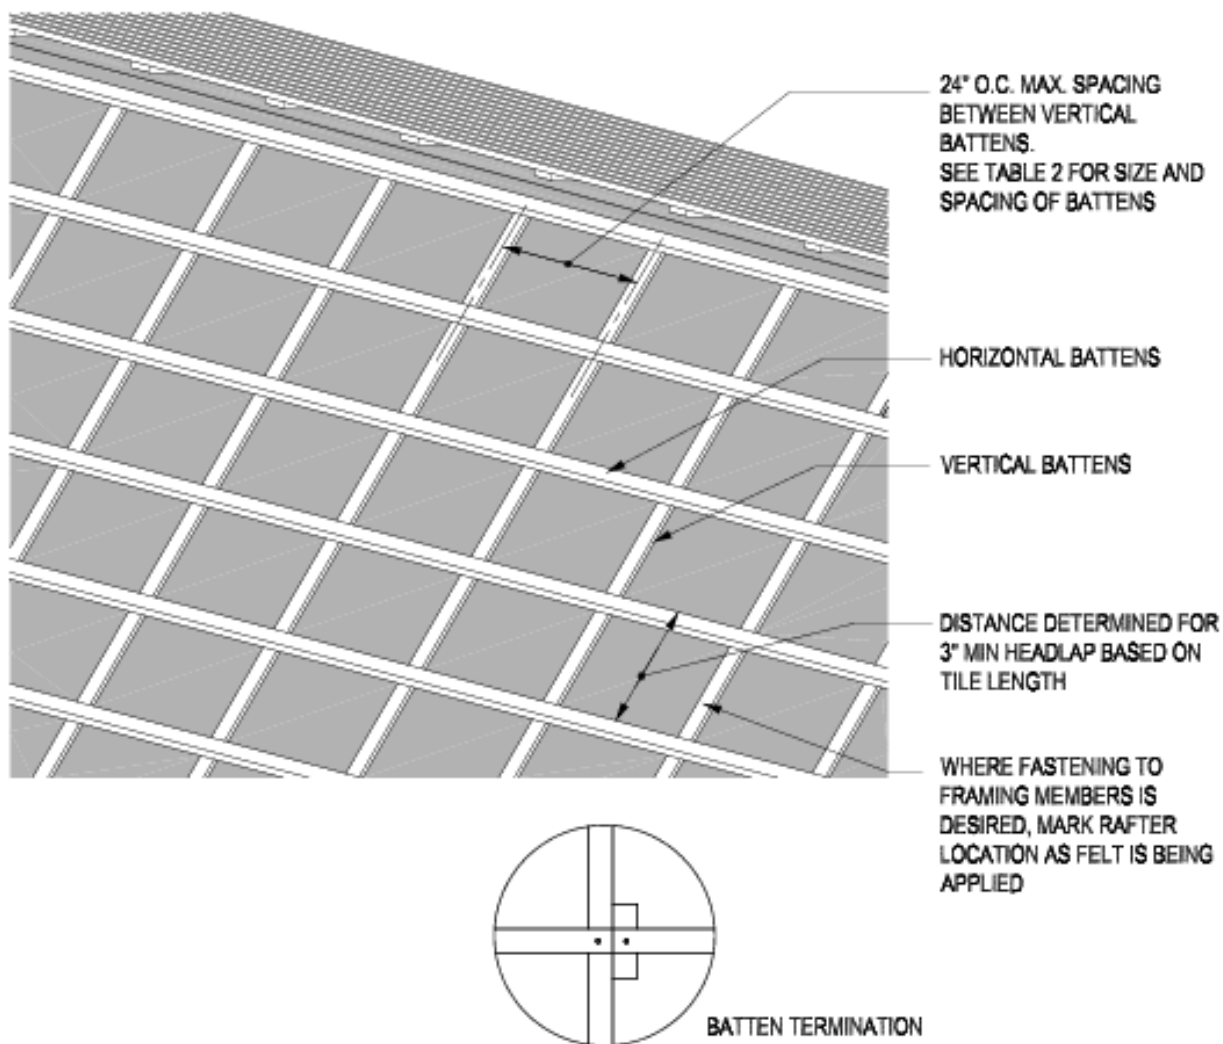 24" O.C. MAX. SPACING
BETWEEN VERTICAL
BATTENS.
SEE TABLE 2 FOR SIZE AND
SPACING OF BATTENS
HORIZONTAL BATTENS
VERTICAL BATTENS
DISTANCE DETERMINED FOR
3" MIN HEADLAP BASED ON
TILE LENGTH
WHERE FASTENING TO
FRAMING MEMBERS IS
DESIRED, MARK RAFTER
LOCATION AS FELT IS BEING
APPLIED
BATTEN TERMINATION